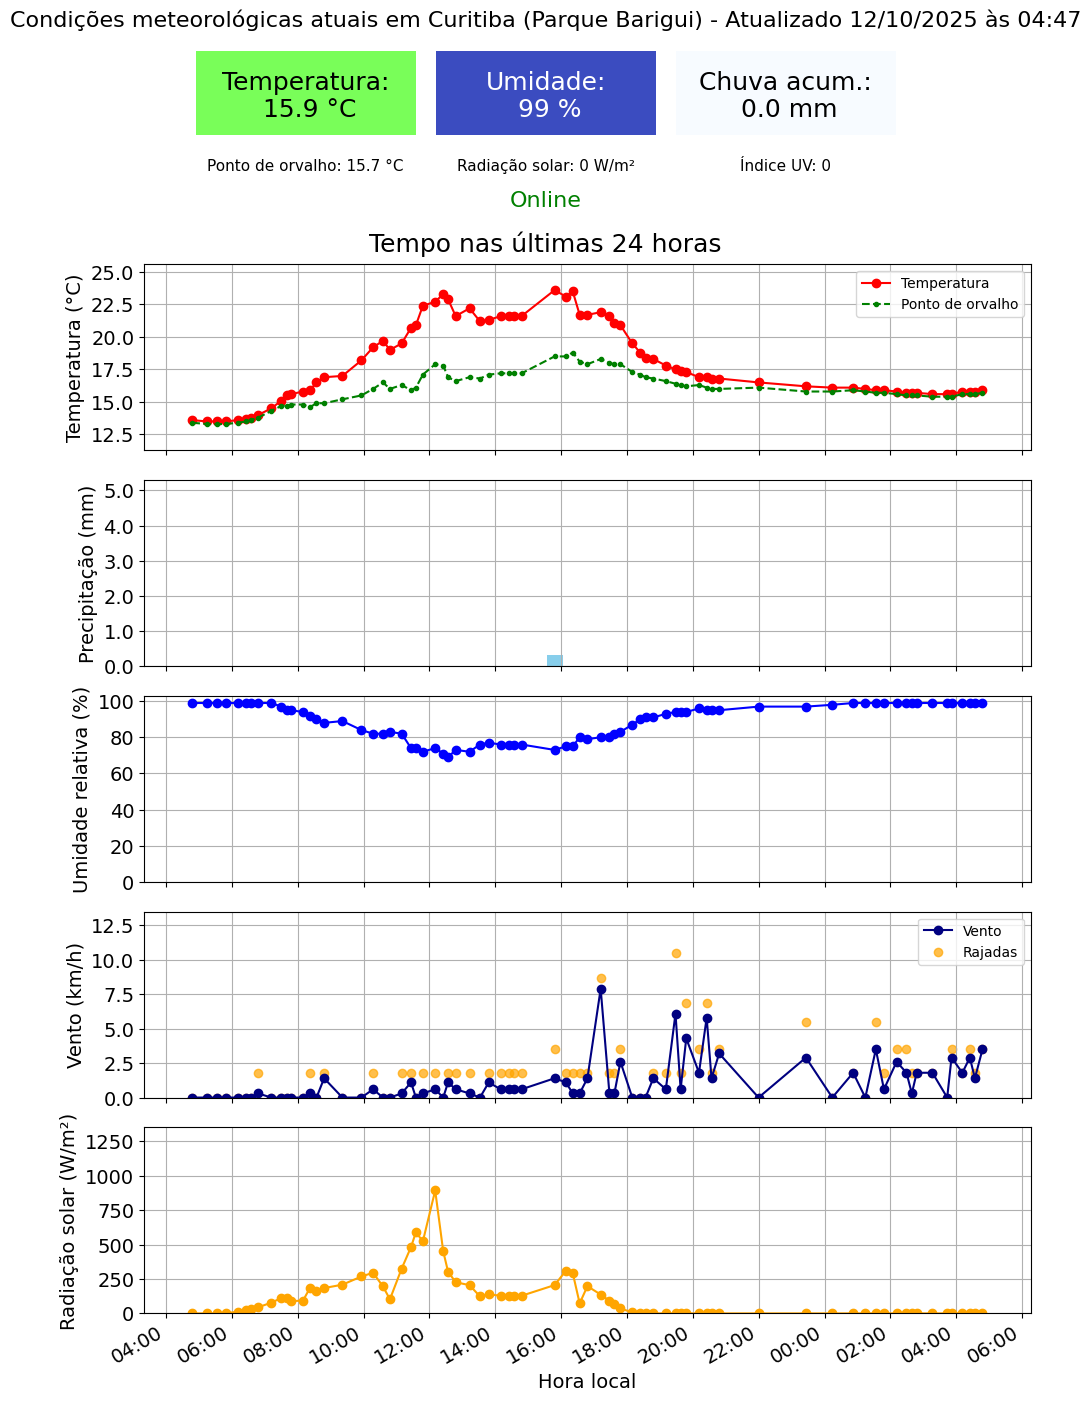 Condições meteorológicas atuais em Curitiba (Parque Barigui) - Atualizado 12/10/2025 às 04:47
Temperatura:
15.9 °C
Umidade:
99 %
Chuva acum.:
0.0 mm
Ponto de orvalho: 15.7 °C
Radiação solar: 0 W/m²
Índice UV: 0
Online
Tempo nas últimas 24 horas
Temperatura (°C)
25.0
22.5
20.0
17.5
15.0
12.5
Temperatura
Ponto de orvalho
Precipitação (mm)
5.0
4.0
3.0
2.0
1.0
0.0
Umidade relativa (%)
100
80
60
40
20
0
Vento (km/h)
12.5
10.0
7.5
5.0
2.5
0.0
Vento
Rajadas
Radiação solar (W/m²)
1250
1000
750
500
250
0
04:00
06:00
08:00
10:00
12:00
14:00
16:00
18:00
20:00
22:00
00:00
02:00
04:00
06:00
Hora local